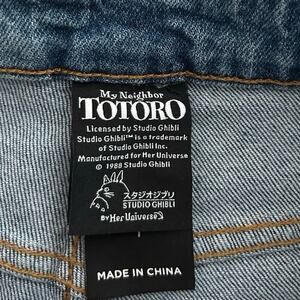 My Neighbor
TOTORO
Licensed by Studio Ghibli
Studio Ghibli™ is a trademark
of Studio Ghibli Inc.
Manufactured for Her Universe
© 1988 Studio Ghibli
スタジオジブリ
STUDIO GHIBLI
BY Her Universe
MADE IN CHINA